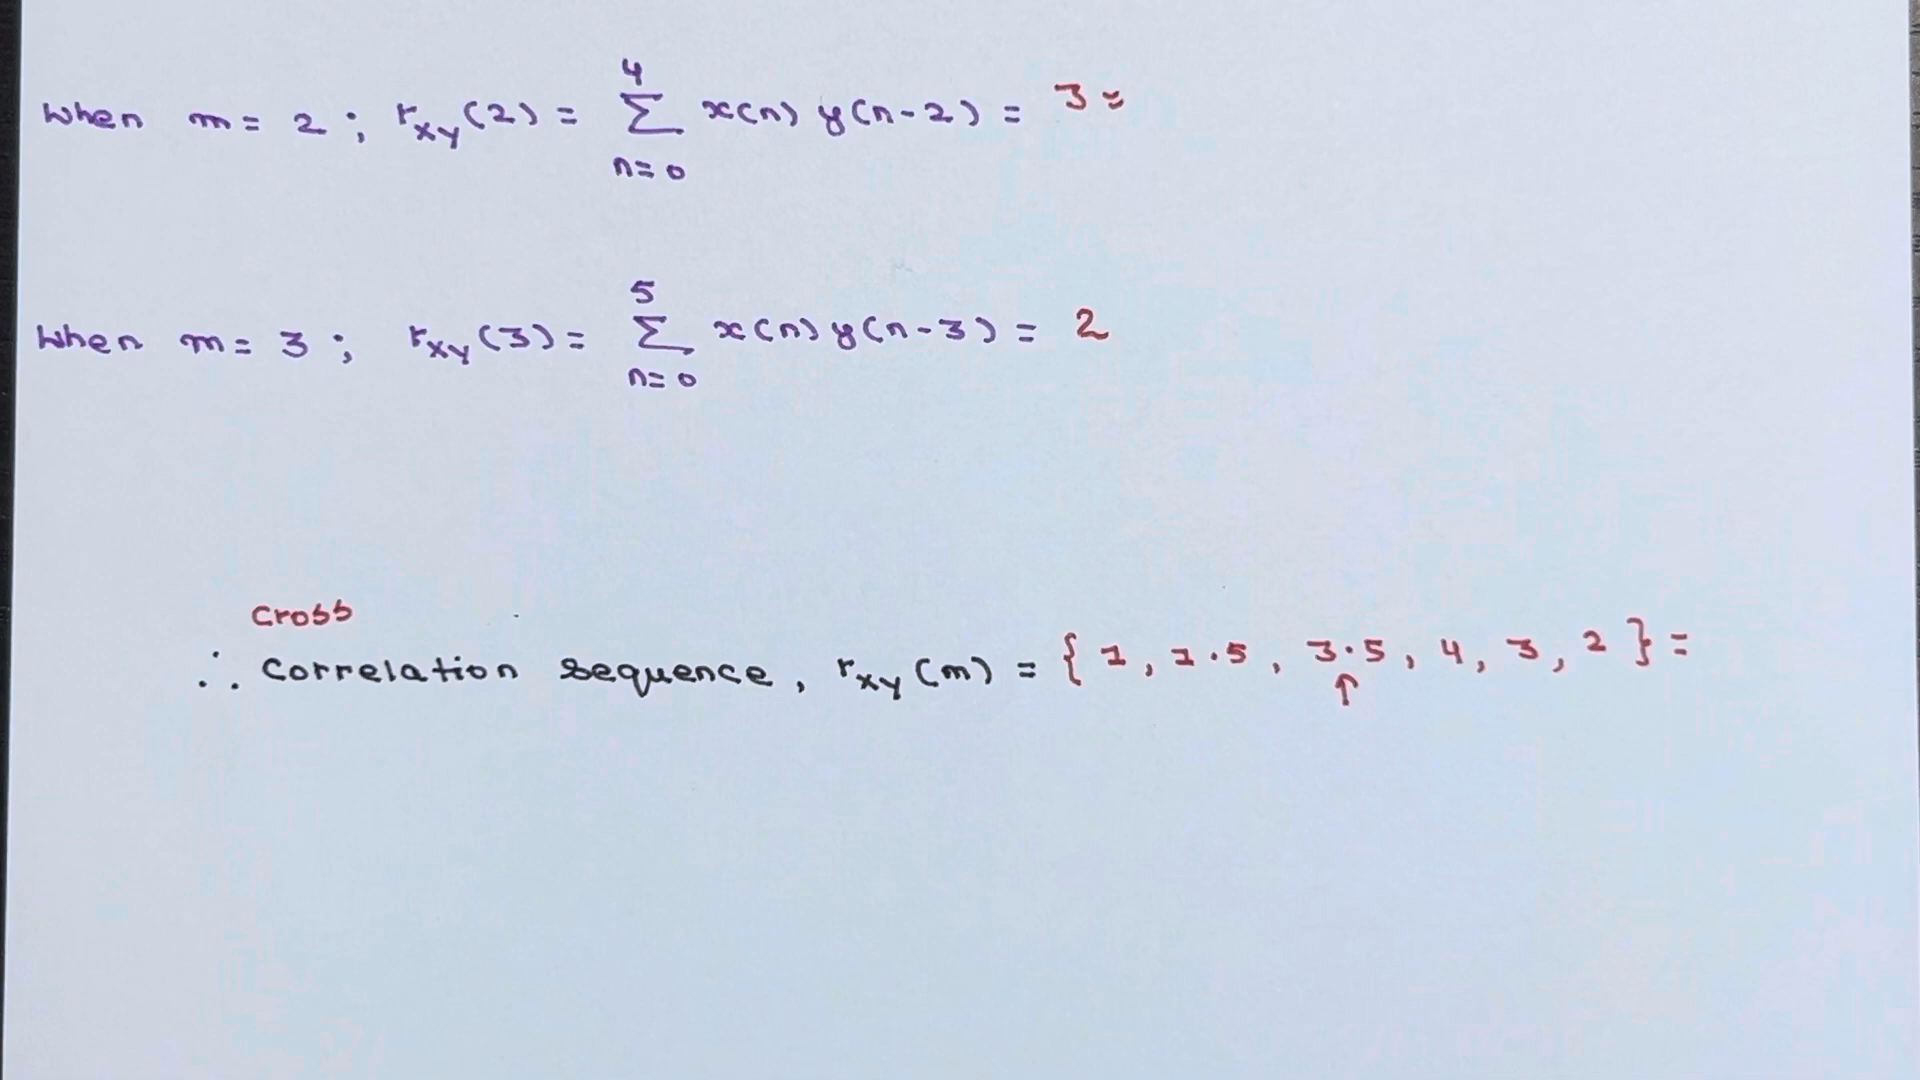 when m = 2 ; rxy(2) = 4∑n=0 x(n) y(n-2) = 3 =
when m = 3 ; rxy(3) = 5∑n=0 x(n) y(n-3) = 2
cross
∴ correlation sequence, rxy(m) = { 1, 1.5, 3.5, 4, 3, 2 } =
↑